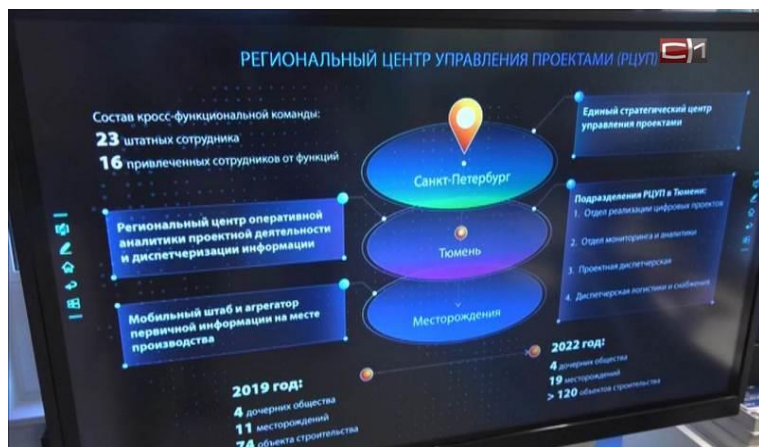 РЕГИОНАЛЬНЫЙ ЦЕНТР УПРАВЛЕНИЯ ПРОЕКТАМИ (РЦУП)
С1
Состав кросс-функциональной команды:
23 штатных сотрудника
16 привлеченных сотрудников от функций
Единый стратегический центр
управления проектами
Санкт-Петербург
Региональный центр оперативной
аналитики проектной деятельности
и диспетчеризации информации
Тюмень
Подразделения РЦУП в Тюмени:
1. Отдел реализации цифровых проектов
2. Отдел мониторинга и аналитики
3. Проектная диспетчерская
4. Диспетчерская логистики и снабжения
Мобильный штаб и агрегатор
первичной информации на месте
производства
Месторождения
2019 год:
4 дочерних общества
11 месторождений
74 объекта строительства
2022 год:
4 дочерних общества
19 месторождений
> 120 объектов строительства